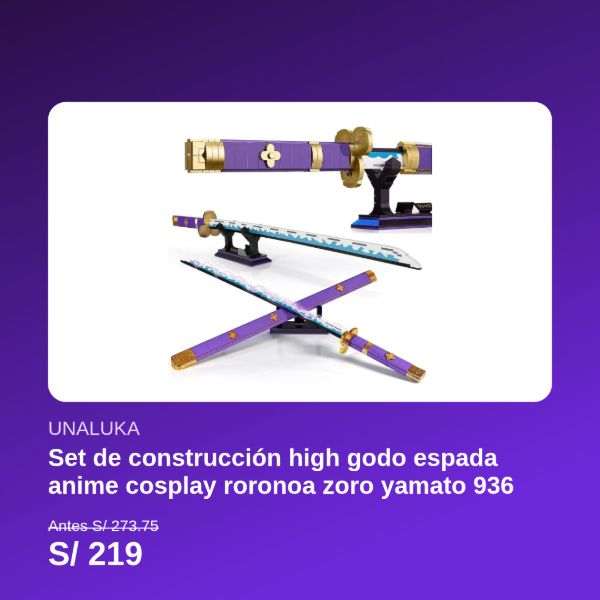 UNALUKA
Set de construcción high godo espada
anime cosplay roronoa zoro yamato 936
Antes S/ 273.75
S/ 219